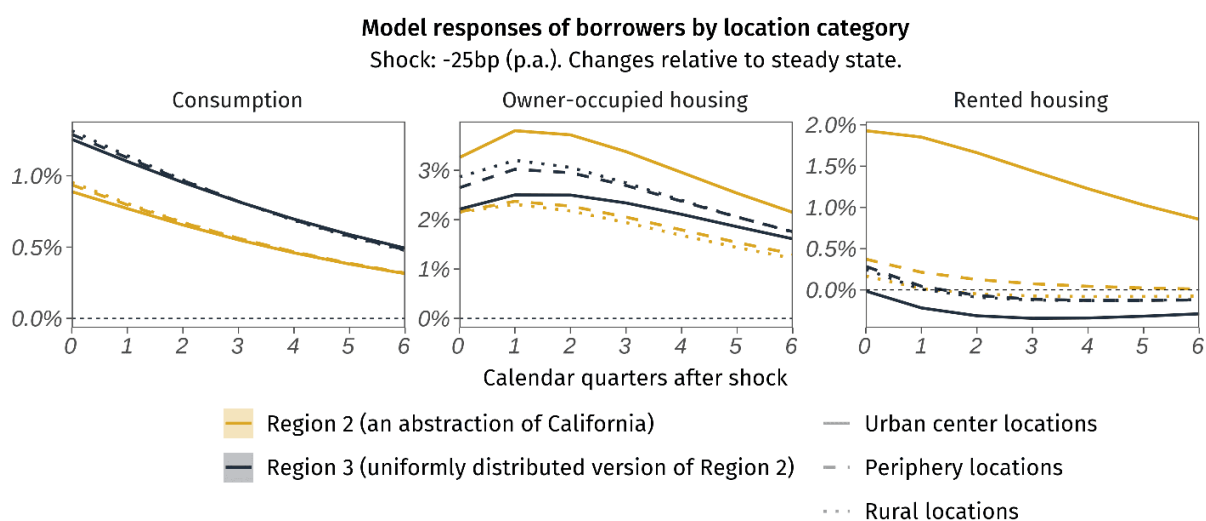 Model responses of borrowers by location category
Shock: -25bp (p.a.). Changes relative to steady state.
Consumption
1.0%
0.5%
0.0%
0 1 2 3 4 5 6
Owner-occupied housing
3%
2%
1%
0%
0 1 2 3 4 5 6
Rented housing
2.0%
1.5%
1.0%
0.5%
0.0%
0 1 2 3 4 5 6
Calendar quarters after shock
Region 2 (an abstraction of California)
Region 3 (uniformly distributed version of Region 2)
Urban center locations
Periphery locations
Rural locations